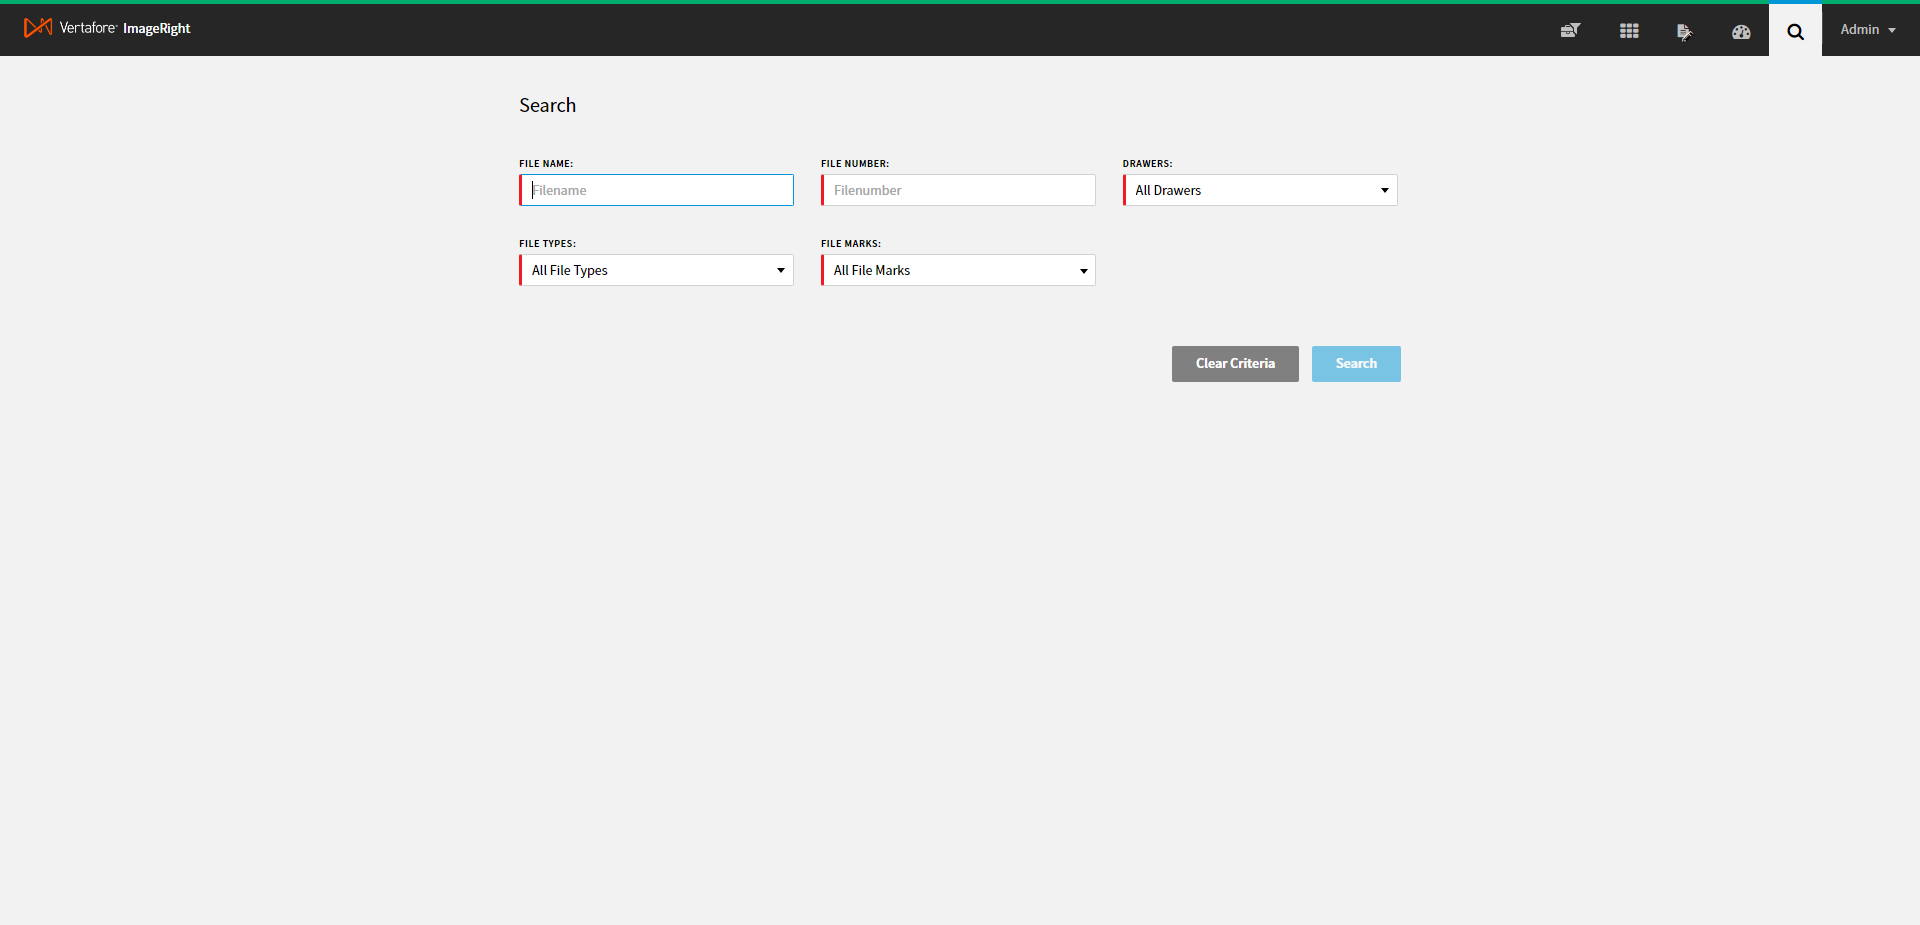 Vertafore ImageRight
Admin
Search
FILE NAME: FILE NUMBER: DRAWERS:
Filename Filenumber All Drawers
FILE TYPES: FILE MARKS:
All File Types All File Marks
Clear Criteria Search